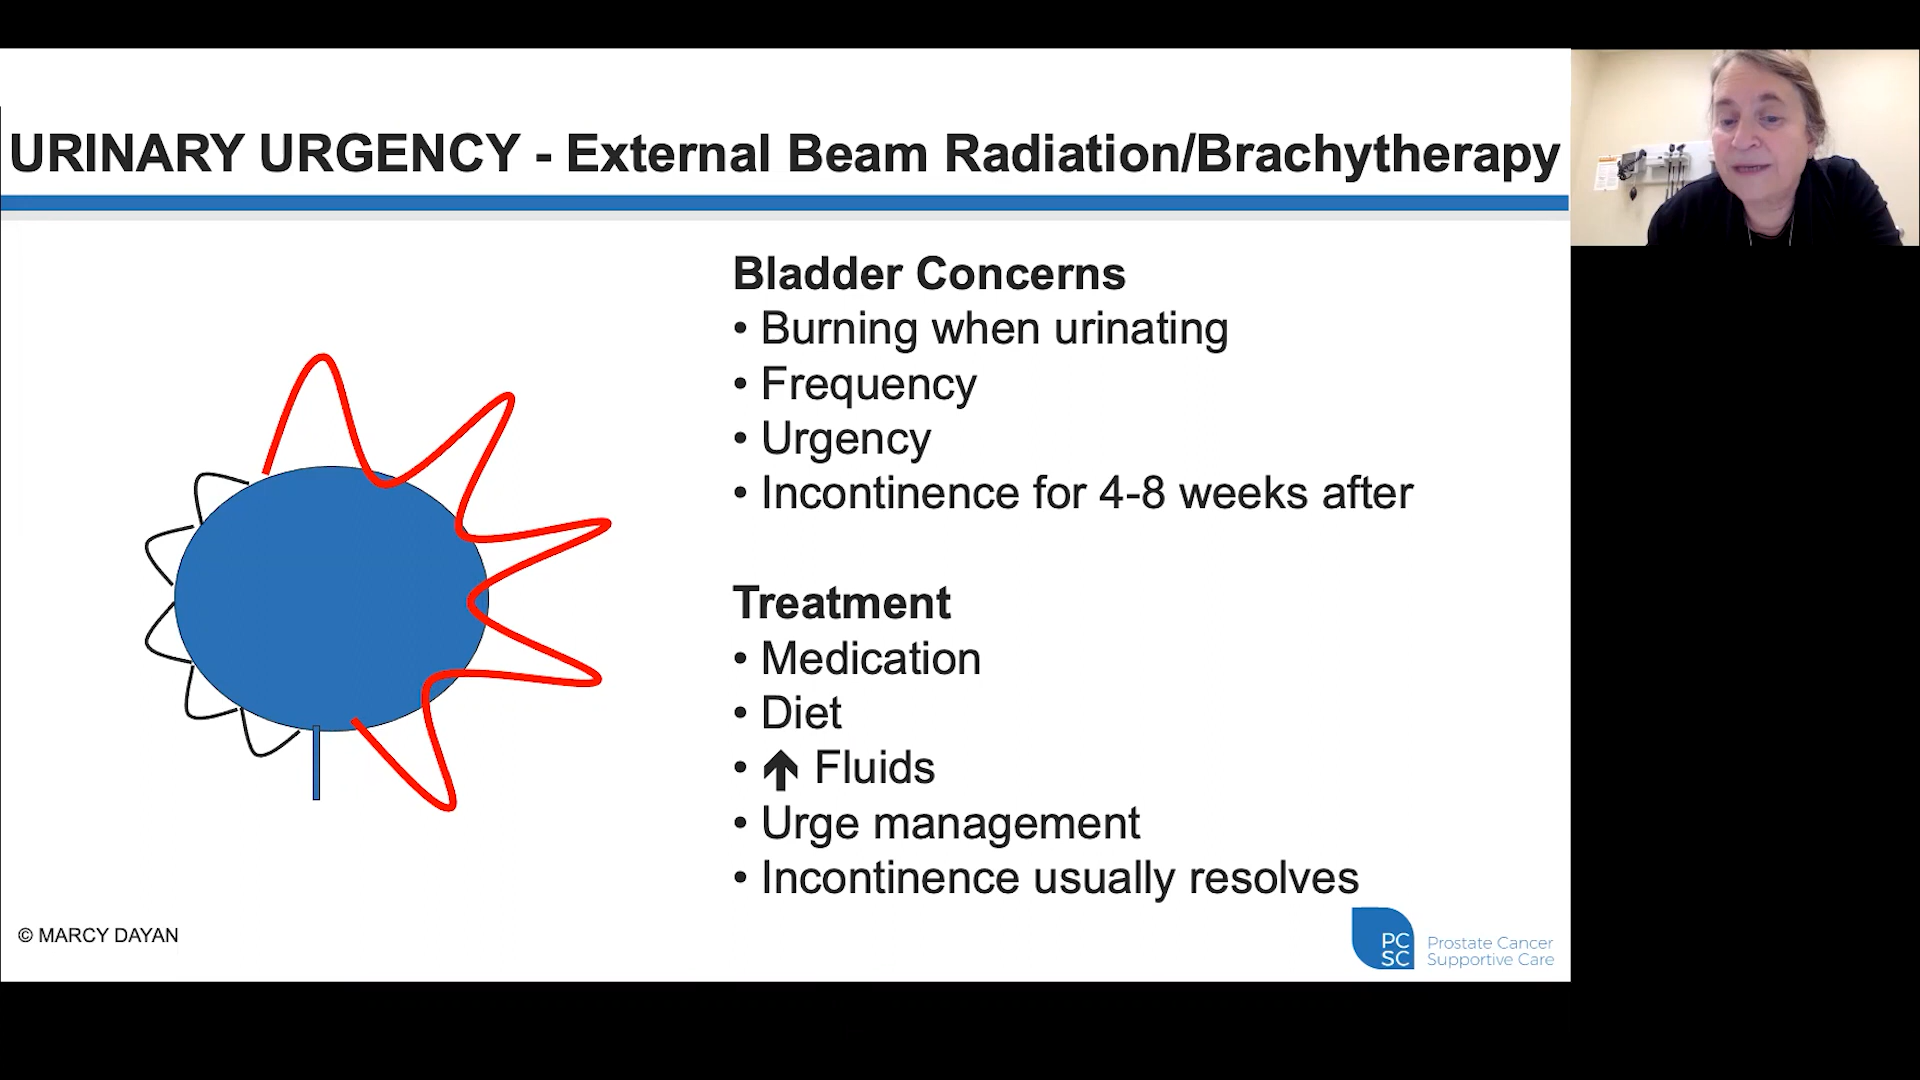 URINARY URGENCY - External Beam Radiation/Brachytherapy
Bladder Concerns
• Burning when urinating
• Frequency
• Urgency
• Incontinence for 4-8 weeks after
Treatment
• Medication
• Diet
• ↑ Fluids
• Urge management
• Incontinence usually resolves
© MARCY DAYAN
PC
SC
Prostate Cancer
Supportive Care